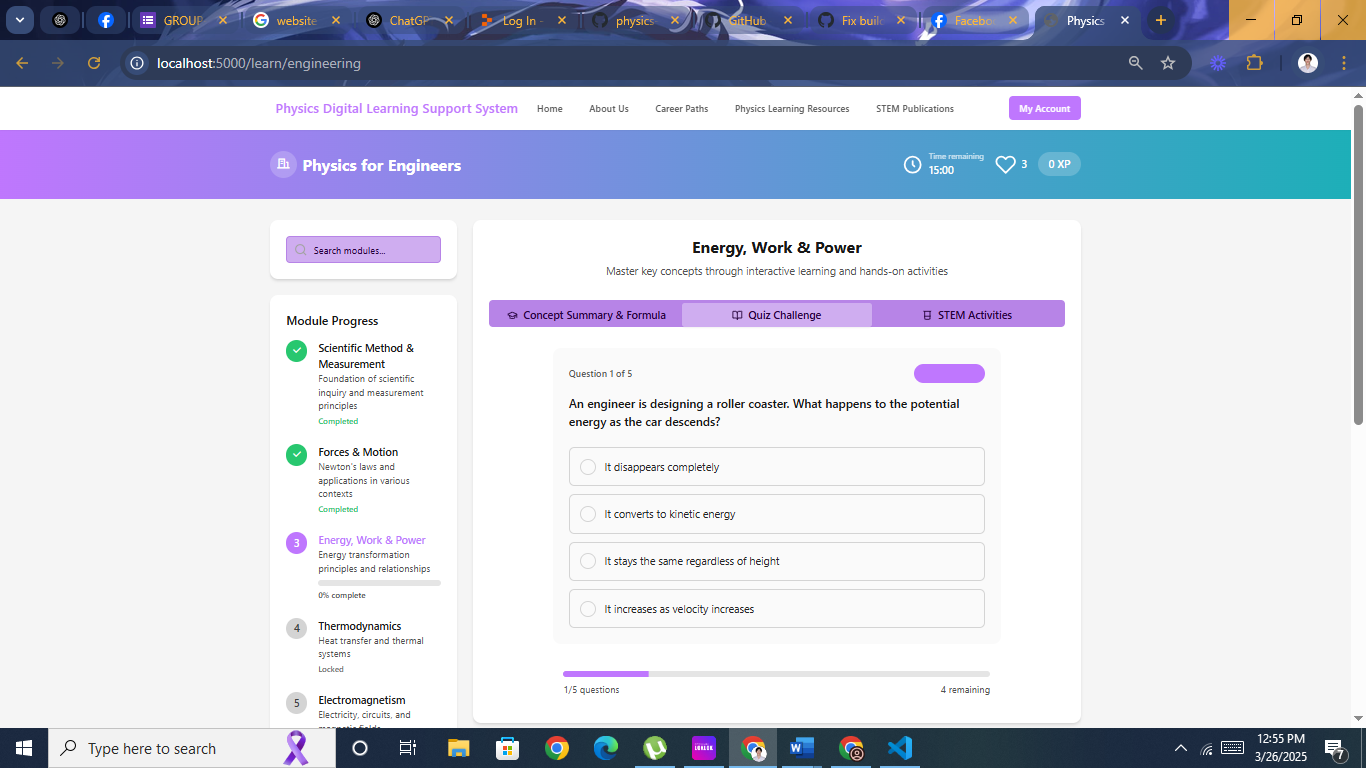 GROUP
website
ChatGP
Log In -
physics
GitHub
Fix buil
Facebo
Physics
localhost:5000/learn/engineering
Physics Digital Learning Support System
Home
About Us
Career Paths
Physics Learning Resources
STEM Publications
My Account
Physics for Engineers
Time remaining
15:00
3
0 XP
Search modules...
Module Progress
Scientific Method &
Measurement
Foundation of scientific
inquiry and measurement
principles
Completed
Forces & Motion
Newton's laws and
applications in various
contexts
Completed
3
Energy, Work & Power
Energy transformation
principles and relationships
0% complete
4
Thermodynamics
Heat transfer and thermal
systems
Locked
5
Electromagnetism
Electricity, circuits, and
magnetic fields
Energy, Work & Power
Master key concepts through interactive learning and hands-on activities
Concept Summary & Formula
Quiz Challenge
STEM Activities
Question 1 of 5
An engineer is designing a roller coaster. What happens to the potential
energy as the car descends?
It disappears completely
It converts to kinetic energy
It stays the same regardless of height
It increases as velocity increases
1/5 questions
4 remaining
Type here to search
12:55 PM
3/26/2025
7